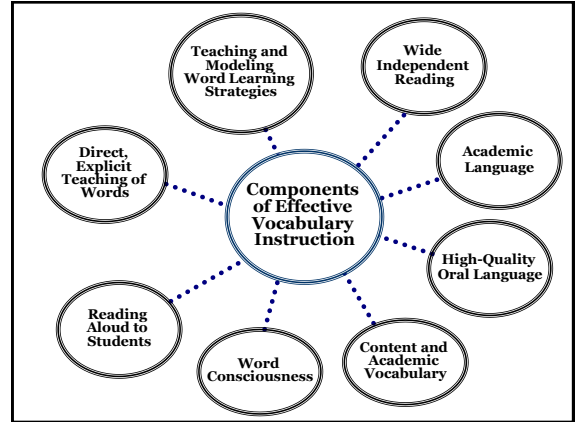 Teaching and
Modeling
Word Learning
Strategies
Wide
Independent
Reading
Direct,
Explicit
Teaching of
Words
Academic
Language
Components
of Effective
Vocabulary
Instruction
High-Quality
Oral Language
Reading
Aloud to
Students
Word
Consciousness
Content and
Academic
Vocabulary